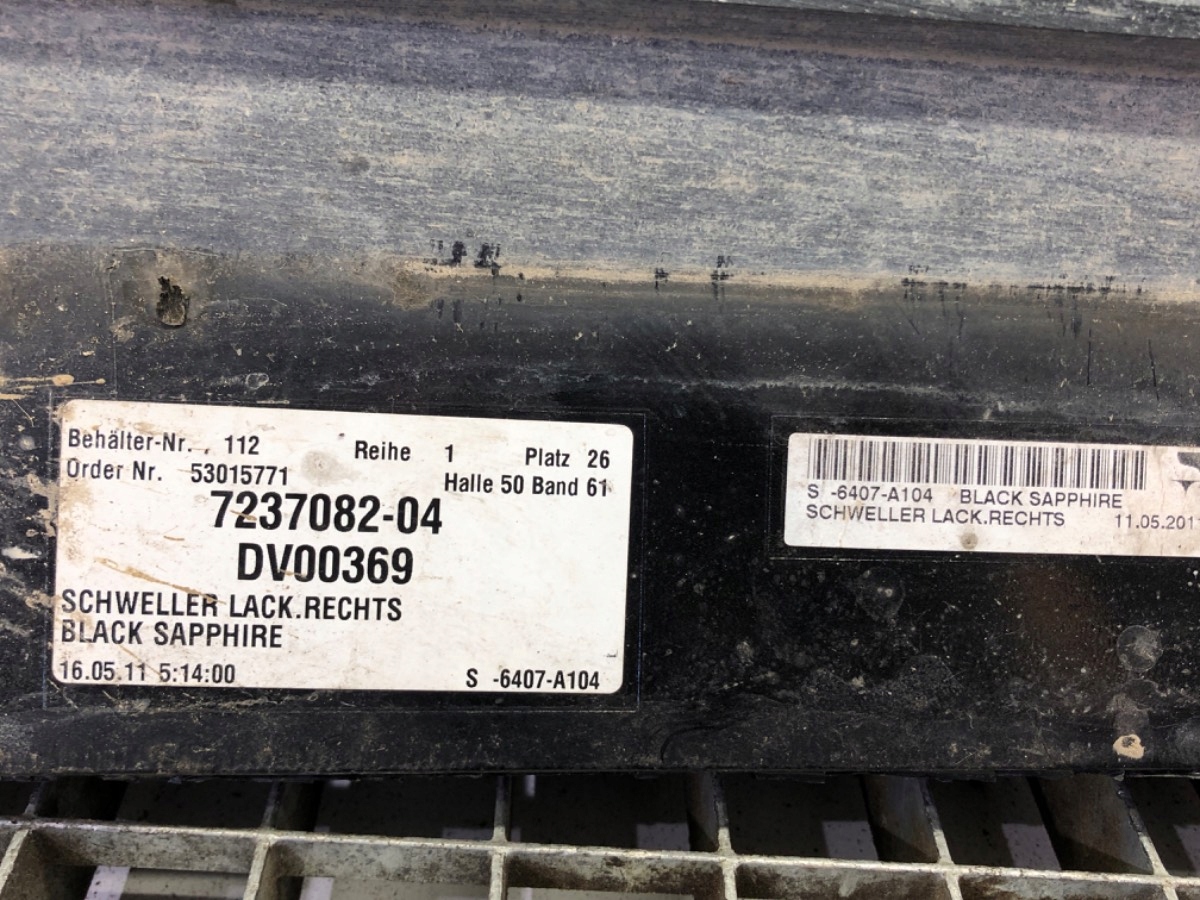 Behälter-Nr. 112 Reihe 1 Platz 26
Order Nr. 53015771 Halle 50 Band 61
7237082-04
DV00369
SCHWELLER LACK.RECHTS
BLACK SAPPHIRE
16.05.11 5:14:00 S -6407-A104
S -6407-A104 BLACK SAPPHIRE
SCHWELLER LACK.RECHTS